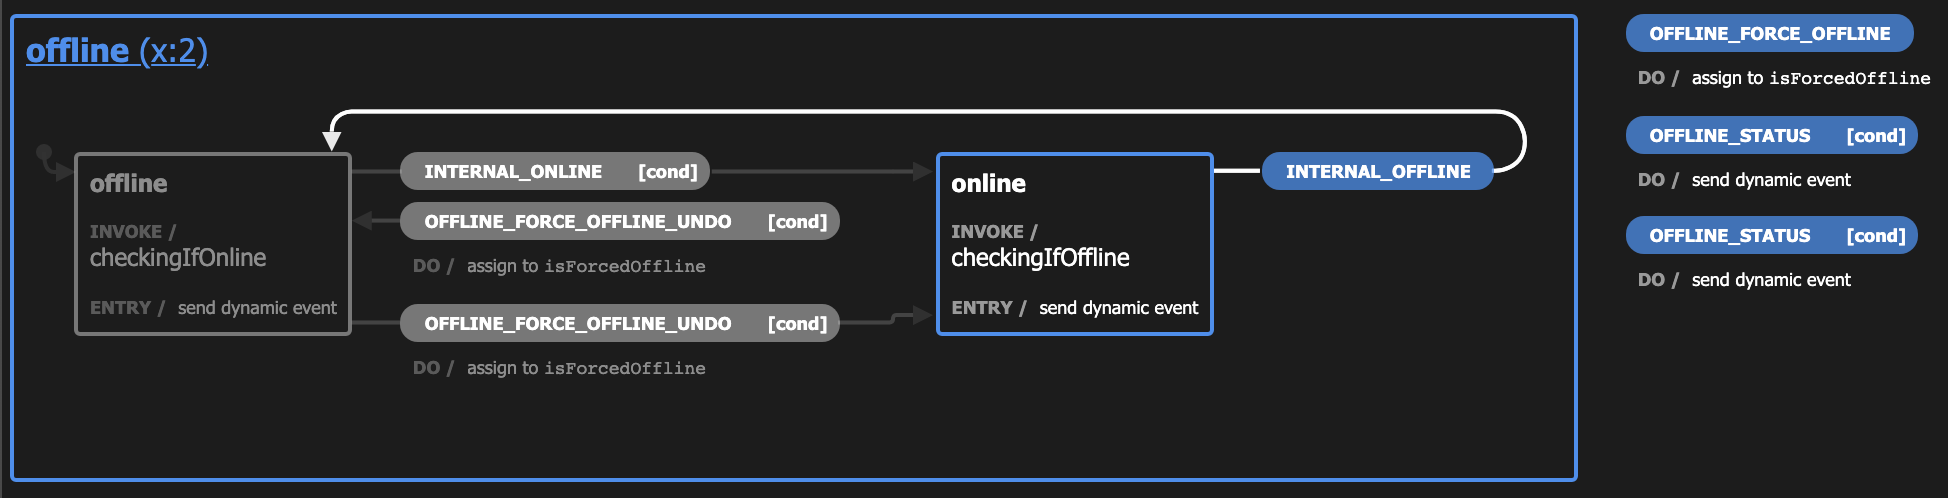 offline (x:2)
offline
INVOKE /
checkingIfOnline
ENTRY / send dynamic event
INTERNAL_ONLINE [cond]
OFFLINE_FORCE_OFFLINE_UNDO [cond]
DO / assign to isForcedOffline
OFFLINE_FORCE_OFFLINE_UNDO [cond]
DO / assign to isForcedOffline
online
INVOKE /
checkingIfOffline
ENTRY / send dynamic event
INTERNAL_OFFLINE
OFFLINE_FORCE_OFFLINE
DO / assign to isForcedOffline
OFFLINE_STATUS [cond]
DO / send dynamic event
OFFLINE_STATUS [cond]
DO / send dynamic event